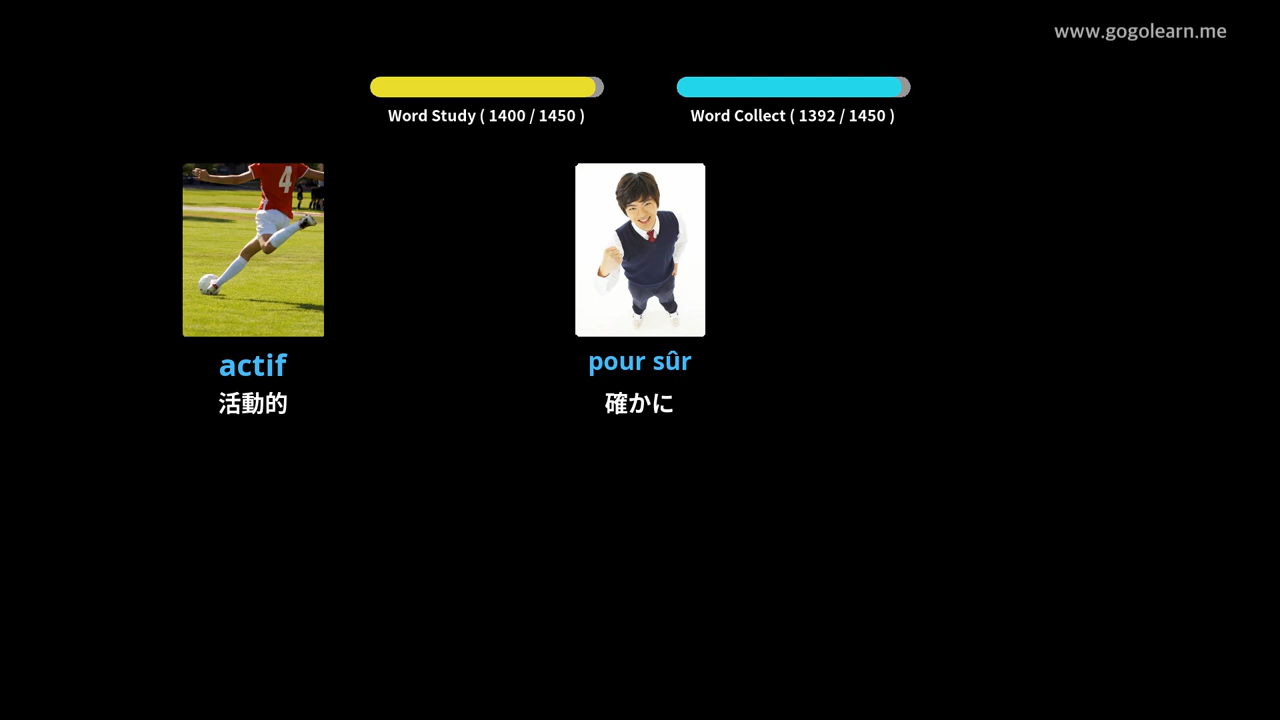 www.gogolearn.me
Word Study ( 1400 / 1450 )
Word Collect ( 1392 / 1450 )
4
actif
活動的
pour sûr
確かに